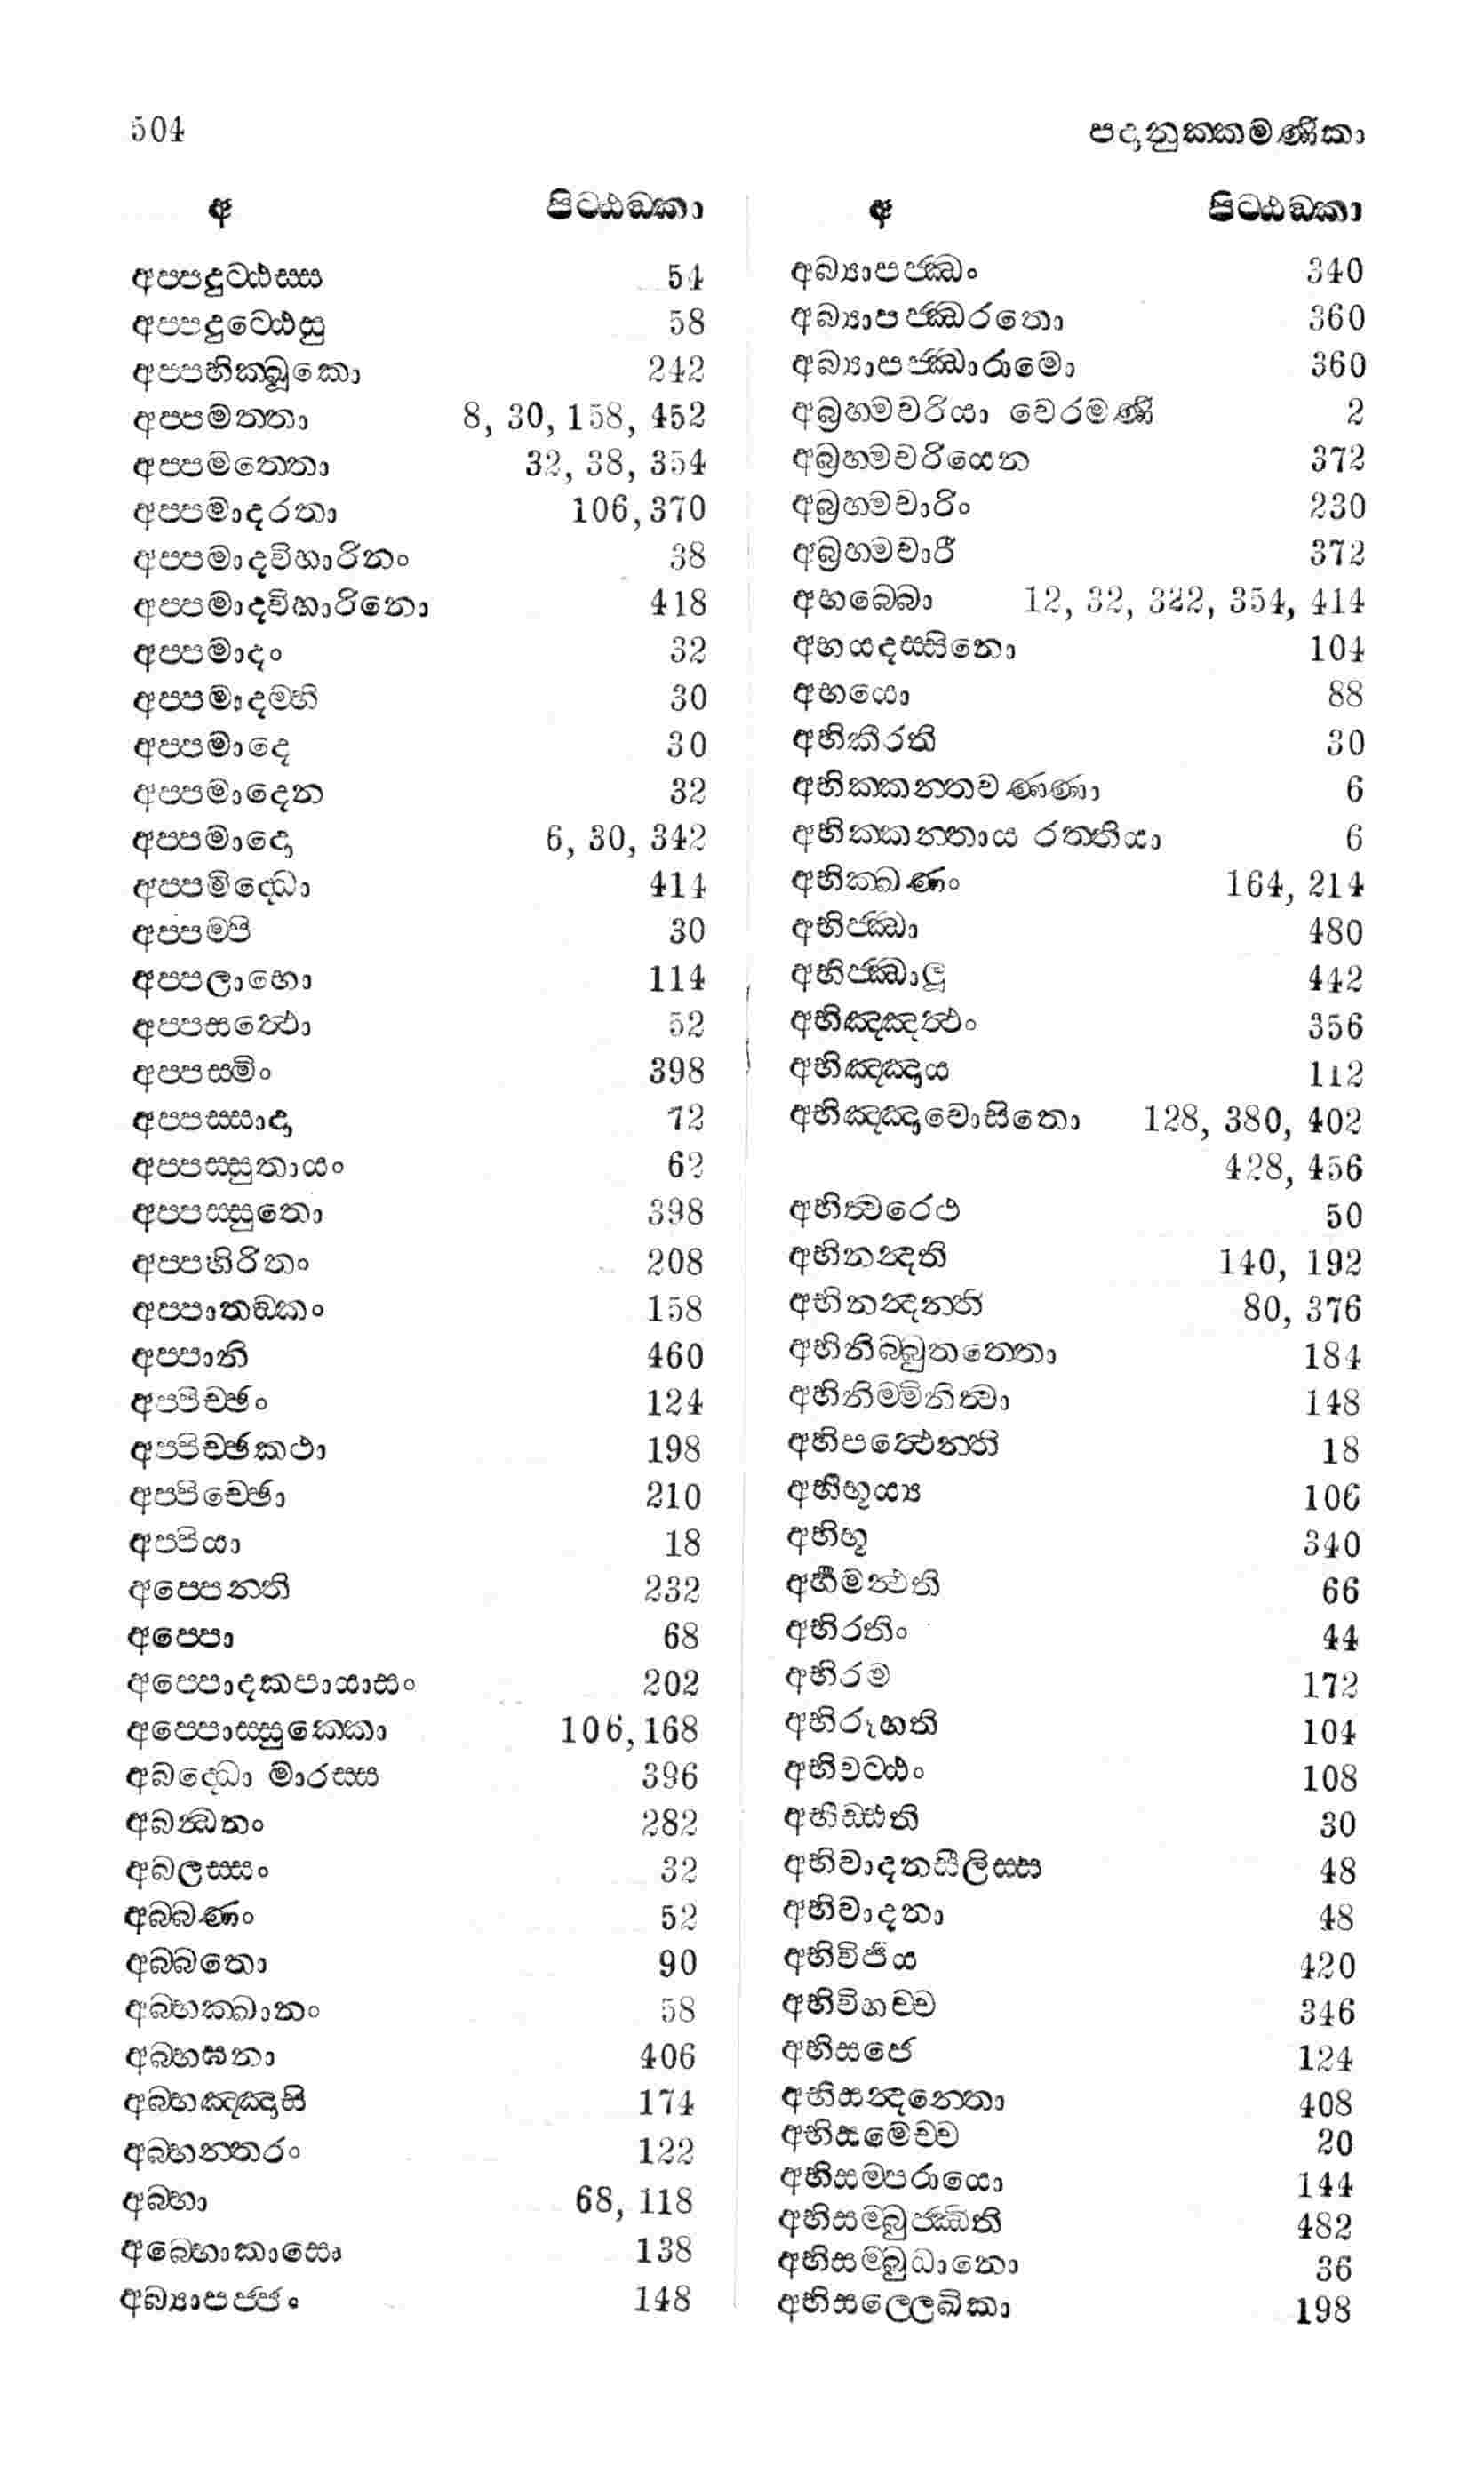 504 පදානුක්කමණිකා
අ පිට්ඨඞ්කා
අප්පදුට්ඨස්ස 54
අප්පදුට්ඨෙසු 58
අප්පභික්ඛුකො 242
අප්පමත්තා 8, 30, 158, 452
අප්පමත්තො 32, 38, 354
අප්පමාදරතා 106,370
අප්පමාදවිහාරිනං 38
අප්පමාදවිහාරිනො 418
අප්පමාදං 32
අප්පමාදම්හි 30
අප්පමාදෙ 30
අප්පමාදෙන 32
අප්පමාදො 6, 30, 342
අප්පමිද්ධො 414
අප්පම්පි 30
අප්පලාභො 114
අප්පසත්ථො 52
අප්පස්මිං 398
අප්පස්සාදා 72
අප්පස්සුතායං 62
අප්පස්සුතො 398
අප්පහිරිතං 208
අප්පාතඞ්කං 158
අප්පානි 460
අප්පිච්ඡං 124
අප්පිච්ඡකථා 198
අප්පිච්ඡො 210
අප්පියා 18
අප්පෙන්ති 232
අප්පො 68
අප්පොදකපායාසං 202
අප්පොස්සුක්කො 106,168
අබද්ධො මාරස්ස 396
අබන්ධනං 282
අබලස්සං 32
අබ්බණං 52
අබ්බතො 90
අබ්භක්ඛානං 58
අබ්භඝනා 406
අබ්භඤ්ඤාසි 174
අබ්භන්තරං 122
අබ්භා 68, 118
අබ්භොකාසො 138
අබ්‍යාපජ්ජං 148
අ පිට්ඨඞ්කා
අබ්‍යාපජ්ඣං 340
අබ්‍යාපජ්ඣරතො 360
අබ්‍යාපජ්ඣාරාමො 360
අබ්‍රහ්මචරියා වෙරමණී 2
අබ්‍රහ්මචරියෙන 372
අබ්‍රහ්මචාරිං 230
අබ්‍රහ්මචාරී 372
අභබ්බො 12, 32, 322, 354, 414
අභයදස්සිනො 104
අභයො 88
අභිකීරති 30
අභික්කන්තවණ්ණා 6
අභික්කන්තාය රත්තියා 6
අභික්ඛණං 164, 214
අභිජ්ඣා 480
අභිජ්ඣාලූ 442
අභිඤ්ඤත්ථං 356
අභිඤ්ඤාය 112
අභිඤ්ඤාවොසිතො 128, 380, 402
428, 456
අභිත්වරෙථ 50
අභිනන්දති 140, 192
අභිනන්දන්ති 80, 376
අභිනිබ්බුතත්තො 184
අභිනිම්මිනිත්වා 148
අභිපත්ථෙන්ති 18
අභිභූය්‍ය 106
අභිභූ 340
අභිමත්ථති 66
අභිරතිං 44
අභිරම 172
අභිරූහති 104
අභිවට්ඨං 108
අභිවඩ්ඪති 30
අභිවාදනසීලිස්ස 48
අභිවාදනා 48
අභිවිජිය 420
අභිවිහච්ච 346
අභිසජෙ 124
අභිසන්දන්තො 408
අභිසමෙච්ච 20
අභිසම්පරායො 144
අභිසම්බුජ්ඣිති 482
අභිසම්බුධානො 36
අභිසල්ලෙඛිකා 198